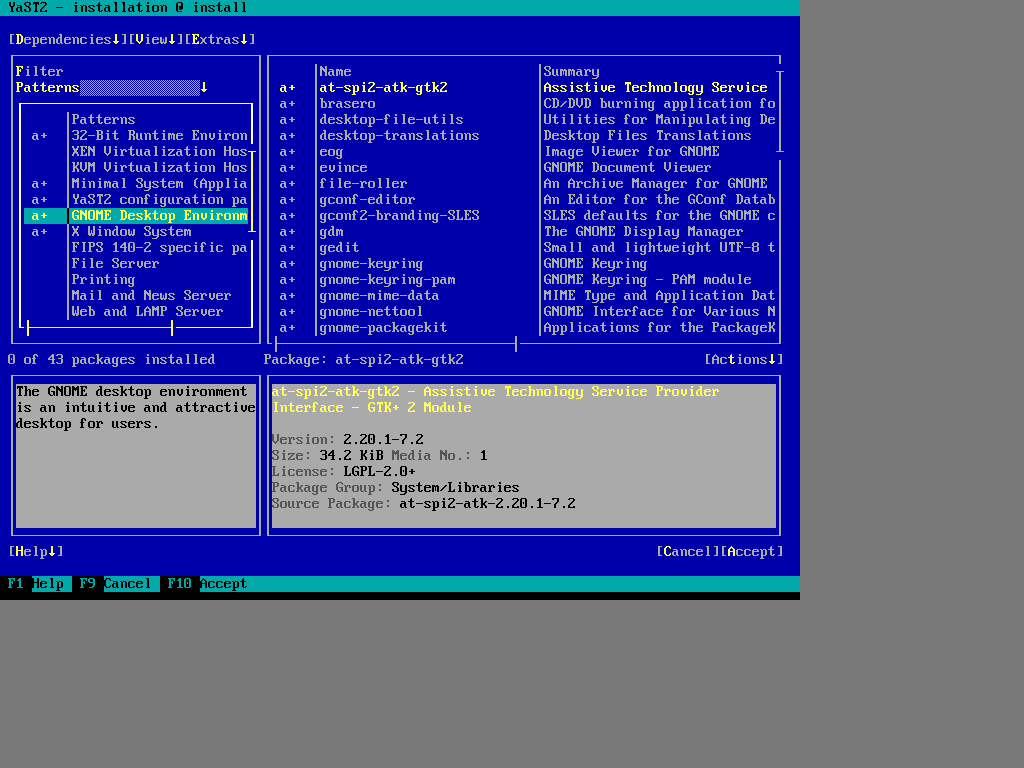 YaST2 - installation @ install
[Dependencies↓][View↓][Extras↓]
Filter
Patterns ↓
Patterns
a+ 32-Bit Runtime Environ
XEN Virtualization Hos
KVM Virtualization Hos
a+ Minimal System (Applia
a+ YaST2 configuration pa
a+ GNOME Desktop Environm
a+ X Window System
FIPS 140-2 specific pa
File Server
Printing
Mail and News Server
Web and LAMP Server
Name Summary
a+ at-spi2-atk-gtk2 Assistive Technology Service
a+ brasero CD/DVD burning application fo
a+ desktop-file-utils Utilities for Manipulating De
a+ desktop-translations Desktop Files Translations
a+ eog Image Viewer for GNOME
a+ evince GNOME Document Viewer
a+ file-roller An Archive Manager for GNOME
a+ gconf-editor An Editor for the GConf Datab
a+ gconf2-branding-SLES SLES defaults for the GNOME c
a+ gdm The GNOME Display Manager
a+ gedit Small and lightweight UTF-8 t
a+ gnome-keyring GNOME Keyring
a+ gnome-keyring-pam GNOME Keyring - PAM module
a+ gnome-mime-data MIME Type and Application Dat
a+ gnome-nettool GNOME Interface for Various N
a+ gnome-packagekit Applications for the PackageK
0 of 43 packages installed Package: at-spi2-atk-gtk2 [Actions↓]
The GNOME desktop environment
is an intuitive and attractive
desktop for users.
at-spi2-atk-gtk2 - Assistive Technology Service Provider
Interface - GTK+ 2 Module
Version: 2.20.1-7.2
Size: 34.2 KiB Media No.: 1
License: LGPL-2.0+
Package Group: System/Libraries
Source Package: at-spi2-atk-2.20.1-7.2
[Help↓] [Cancel][Accept]
F1 Help F9 Cancel F10 Accept